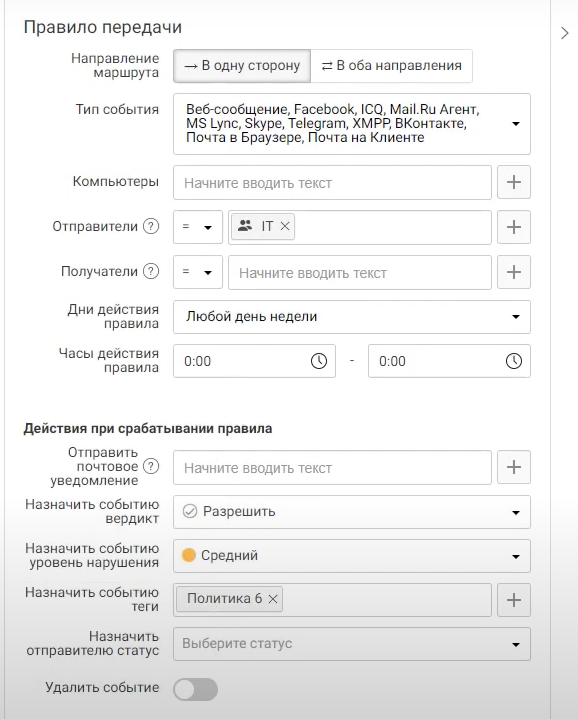 Правило передачи
Направление
маршрута
→ В одну сторону
⇄ В оба направления
Тип события
Веб-сообщение, Facebook, ICQ, Mail.Ru Агент,
MS Lync, Skype, Telegram, XMPP, ВКонтакте,
Почта в Браузере, Почта на Клиенте
Компьютеры
Начните вводить текст
Отправители ?
=
IT
Получатели ?
=
Начните вводить текст
Дни действия
правила
Любой день недели
Часы действия
правила
0:00
-
0:00
Действия при срабатывании правила
Отправить
почтовое
уведомление
?
Начните вводить текст
Назначить событию
вердикт
Разрешить
Назначить событию
уровень нарушения
Средний
Назначить событию
теги
Политика 6
Назначить
отправителю статус
Выберите статус
Удалить событие